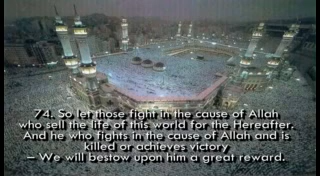 74. So let those fight in the cause of Allah
who sell the life of this world for the Hereafter.
And he who fights in the cause of Allah and is
killed or achieves victory
– We will bestow upon him a great reward.